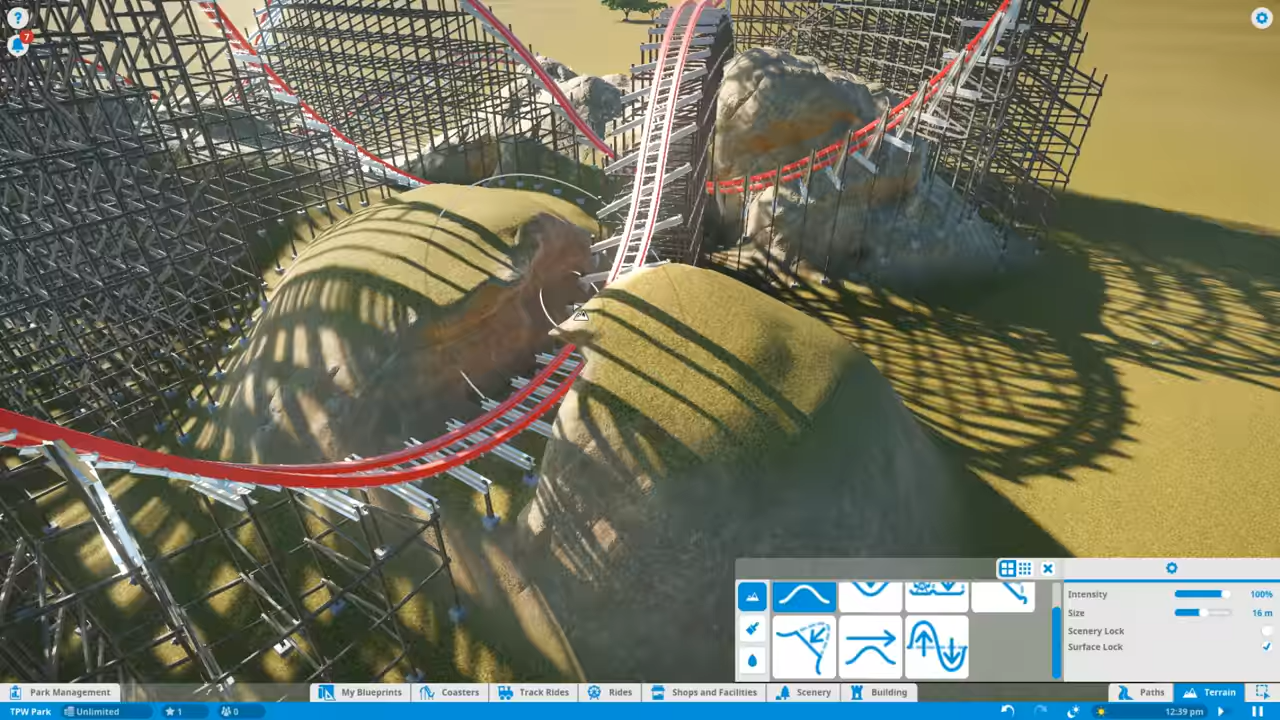 ?
7
Intensity 100%
Size 16 m
Scenery Lock
Surface Lock
Park Management My Blueprints Coasters Track Rides Rides Shops and Facilities Scenery Building Paths Terrain
TPW Park Unlimited 1 0 12:39 pm